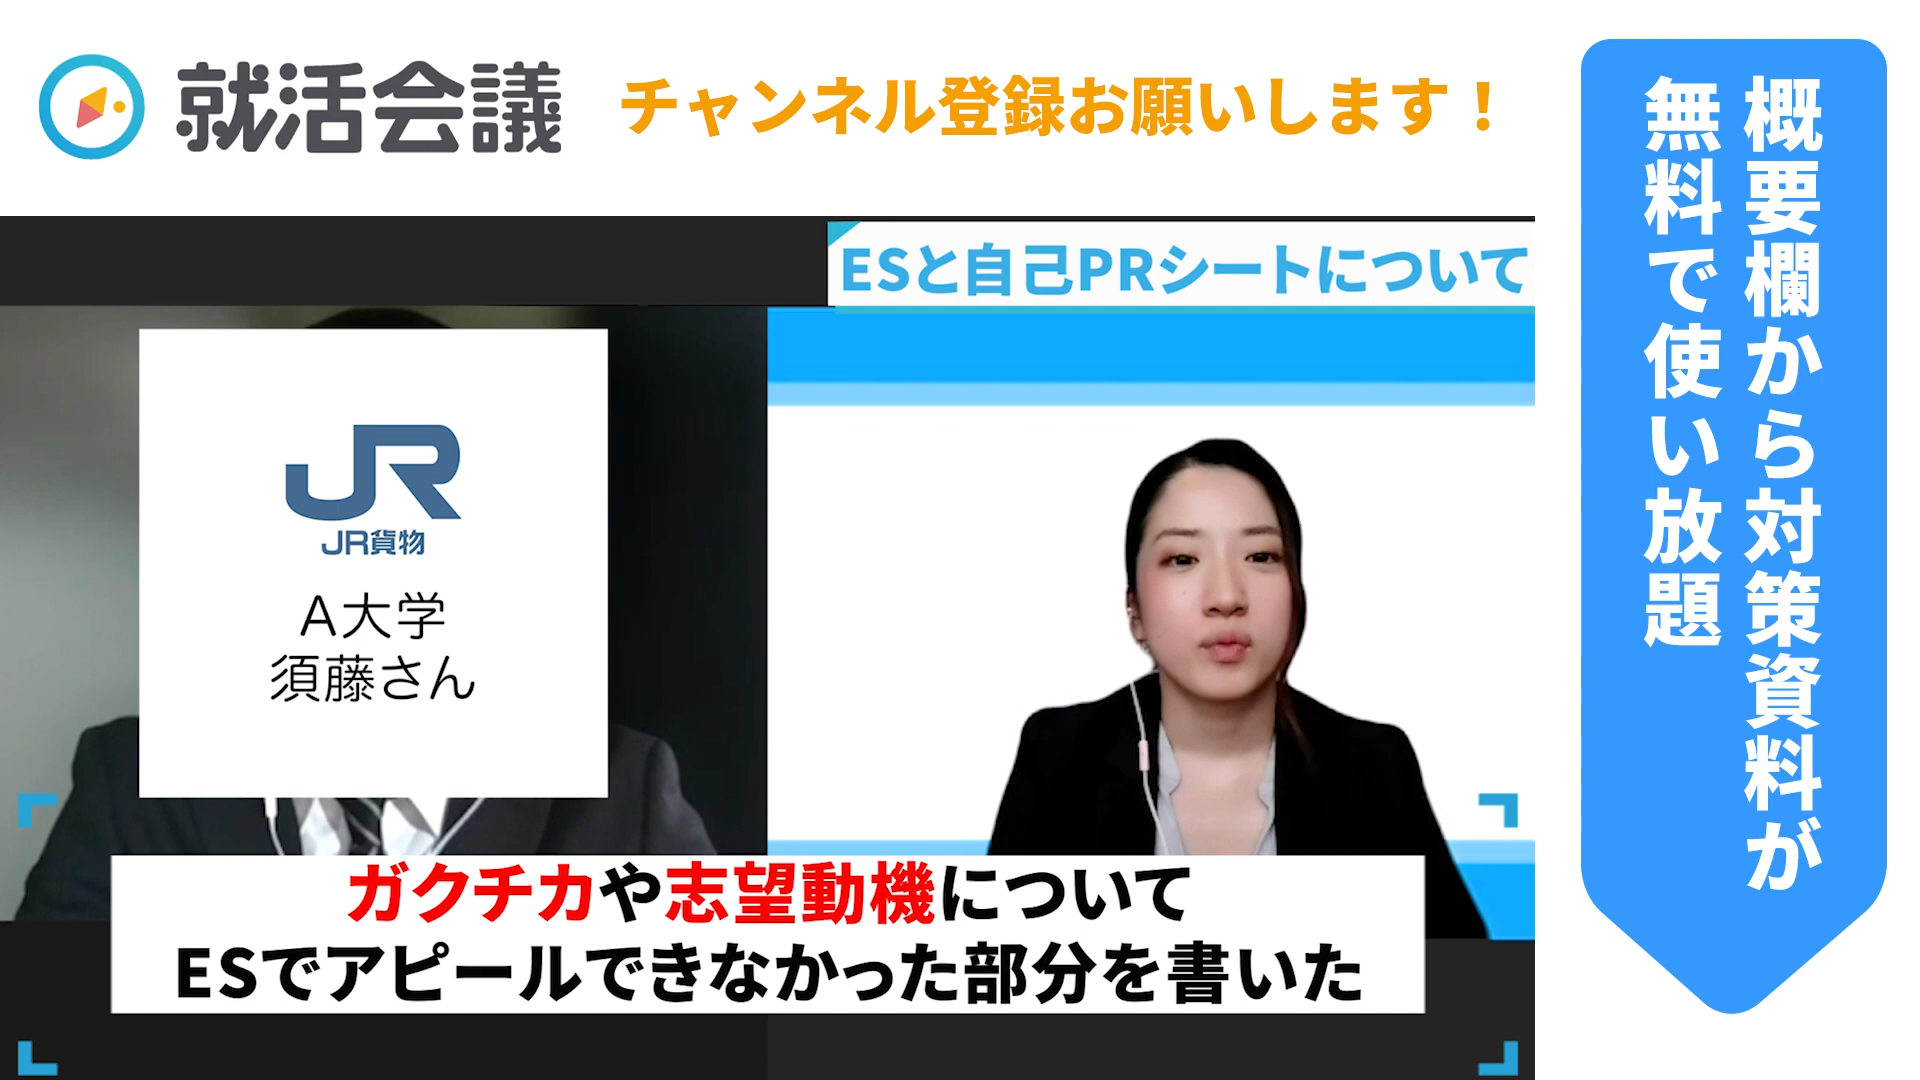 就活会議
チャンネル登録お願いします！
概要欄から対策資料が
無料で使い放題
ESと自己PRシートについて
JR
JR貨物
A大学
須藤さん
ガクチカや志望動機について
ESでアピールできなかった部分を書いた